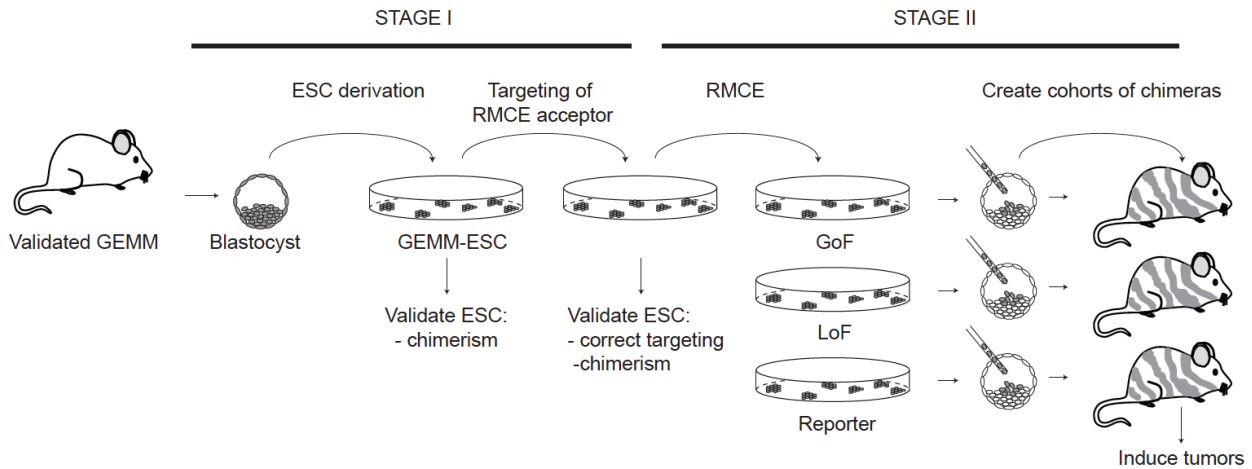 STAGE I
STAGE II
ESC derivation
Targeting of
RMCE acceptor
RMCE
Create cohorts of chimeras
Validated GEMM
Blastocyst
GEMM-ESC
GoF
Validate ESC:
- chimerism
Validate ESC:
- correct targeting
-chimerism
LoF
Reporter
Induce tumors